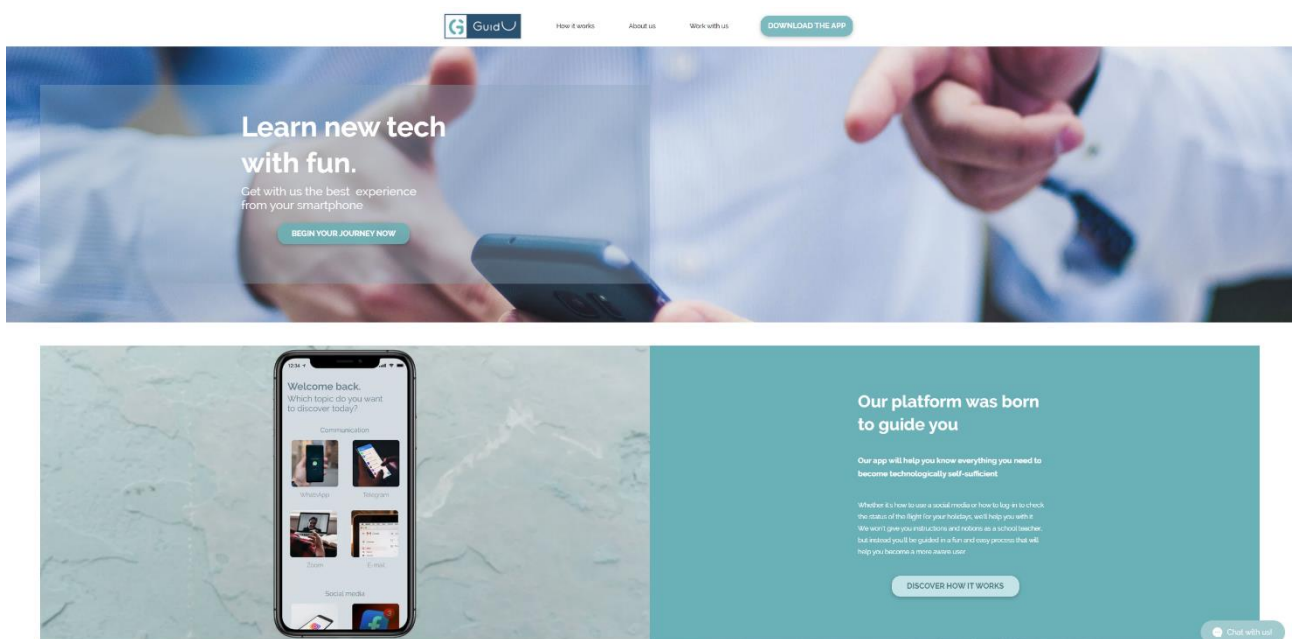 GuidU
How it works
About us
Work with us
DOWNLOAD THE APP
Learn new tech
with fun.
Get with us the best experience
from your smartphone
BEGIN YOUR JOURNEY NOW
12:34
Welcome back.
Which topic do you want
to discover today?
Communication
WhatsApp
Telegram
Zoom
E-mail
Social media
Our platform was born
to guide you
Our app will help you know everything you need to
become technologically self-sufficient
Whether it's how to use a social media or how to log in to check
the status of the flight for your holidays, we'll help you with it.
We won't give you instructions and notions as a school teacher,
but instead you'll be guided in a fun and easy process that will
help you become a more aware user
DISCOVER HOW IT WORKS
Chat with us!